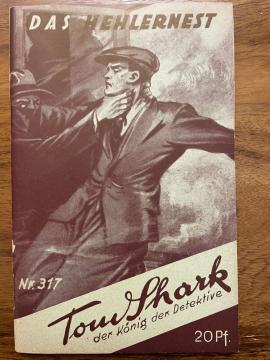 DAS HEHLERNEST
Nr. 317
Tom Shark
der König der Detektive
20 Pf.